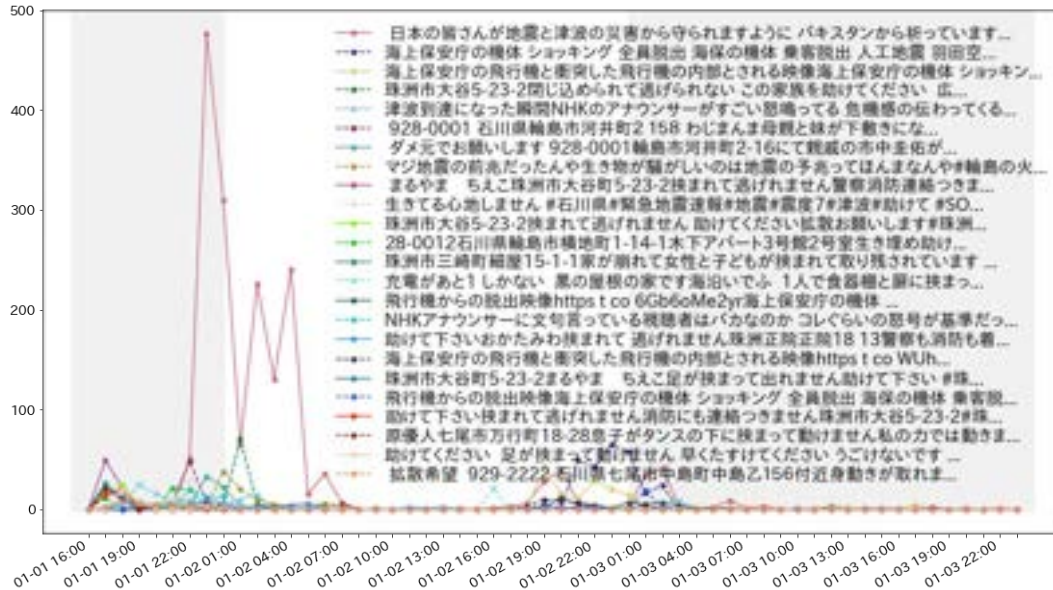 500
400
300
200
100
0
日本の皆さんが地震と津波の災害から守られますように パキスタンから祈っています...
海上保安庁の機体 ショッキング 全員脱出 海保の機体 乗客脱出 人工地震 羽田空...
海上保安庁の飛行機と衝突した飛行機の内部とされる映像海上保安庁の機体 ショッキン...
珠洲市大谷5-23-2閉じ込められて逃げられない この家族を助けてください 広...
津波到達になった瞬間NHKのアナウンサーがすごい怒鳴ってる 危機感の伝わってくる...
928-0001 石川県輪島市河井町2 158 わじまんま母親と妹が下敷きにな...
ダメ元でお願いします 928-0001輪島市河井町2-16にて親戚の市中圭佑が...
マジ地震の前兆だったんや生き物が騒がしいのは地震の予兆ってほんまなんや#輪島の火...
まるやま ちえこ珠洲市大谷町5-23-2挟まれて逃げれません警察消防連絡つきま...
生きてる心地しません #石川県#緊急地震速報#地震#震度7#津波#助けて #SO...
珠洲市大谷5-23-2挟まれて逃げれません 助けてください拡散お願いします#珠洲...
28-0012石川県輪島市横地町1-14-1木下アパート3号館2号室生き埋め助け...
珠洲市三崎町細屋15-1-1家が崩れて女性と子どもが挟まれて取り残されています ...
充電があと1しかない 黒の屋根の家です海沿いでふ 1人で食器棚と扉に挟まっ...
飛行機からの脱出映像https t co 6Gb6oMe2yr海上保安庁の機体 ...
NHKアナウンサーに文句言っている視聴者はバカなのか コレぐらいの怒号が基準だっ...
助けて下さいおかたみわ挟まれて 逃げれません珠洲正院正院18 13警察も消防も着...
海上保安庁の飛行機と衝突した飛行機の内部とされる映像https t co WUh...
珠洲市大谷町5-23-2まるやま ちえこ足が挟まって出れません助けて下さい #珠...
飛行機からの脱出映像海上保安庁の機体 ショッキング 全員脱出 海保の機体 乗客脱...
助けて下さい挟まれて逃げれません消防にも連絡つきません珠洲市大谷5-23-2#珠...
原優人七尾市万行町18-28息子がタンスの下に挟まって動けません私の力では動きま...
助けてください 足が挟まって動けません 早くたすけてください うごけないです ...
拡散希望 929-2222 石川県七尾市中島町中島乙156付近身動きが取れま...
01-01 16:00
01-01 19:00
01-01 22:00
01-02 01:00
01-02 04:00
01-02 07:00
01-02 10:00
01-02 13:00
01-02 16:00
01-02 19:00
01-02 22:00
01-03 01:00
01-03 04:00
01-03 07:00
01-03 10:00
01-03 13:00
01-03 16:00
01-03 19:00
01-03 22:00